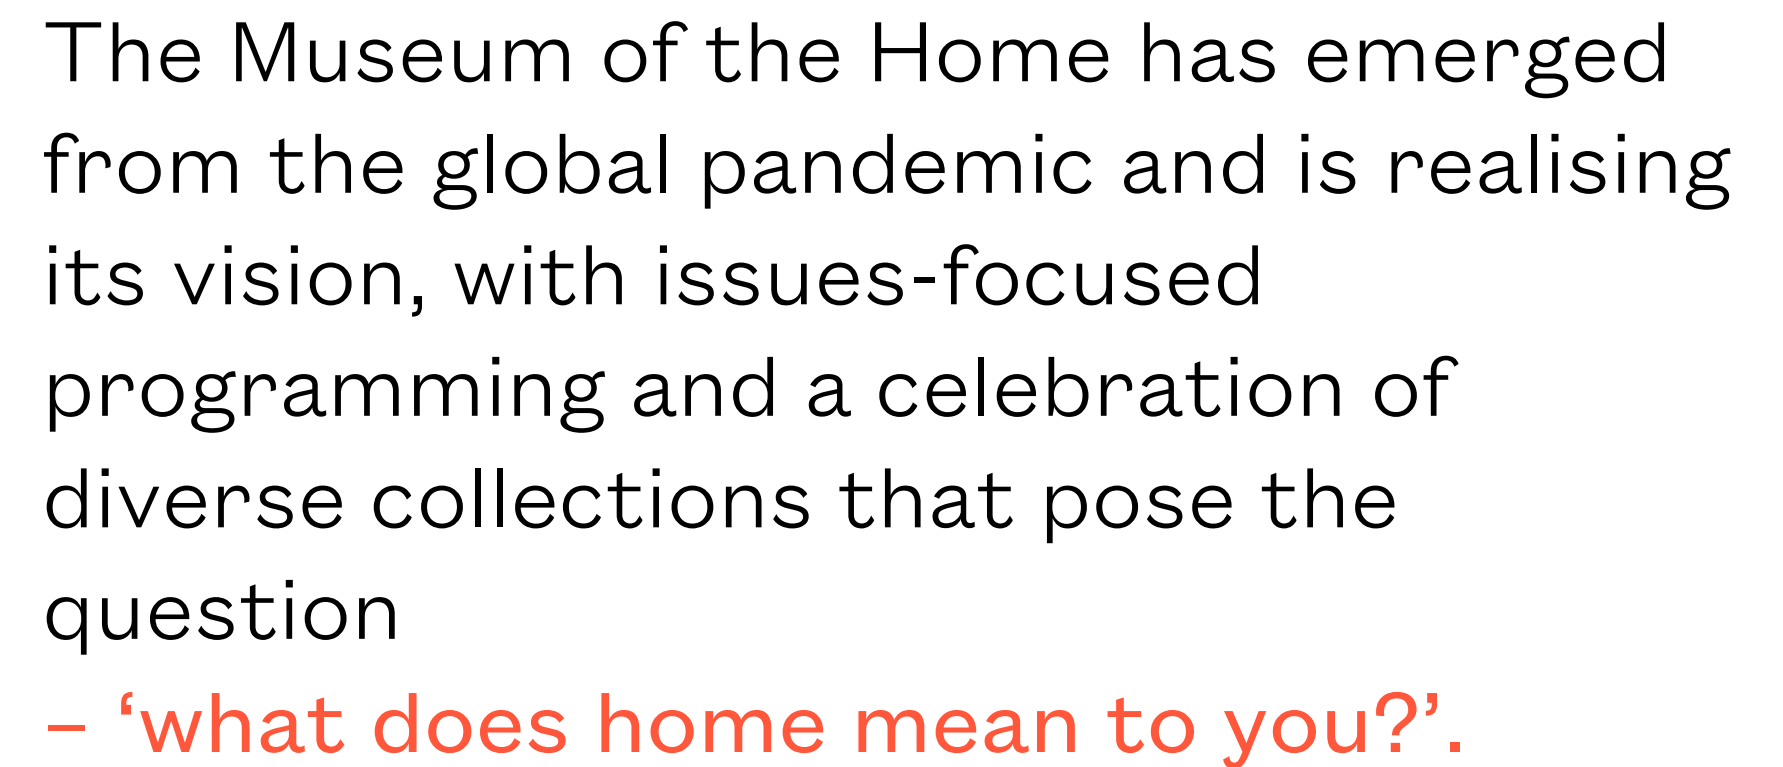 The Museum of the Home has emerged
from the global pandemic and is realising
its vision, with issues-focused
programming and a celebration of
diverse collections that pose the
question
– ‘what does home mean to you?’.